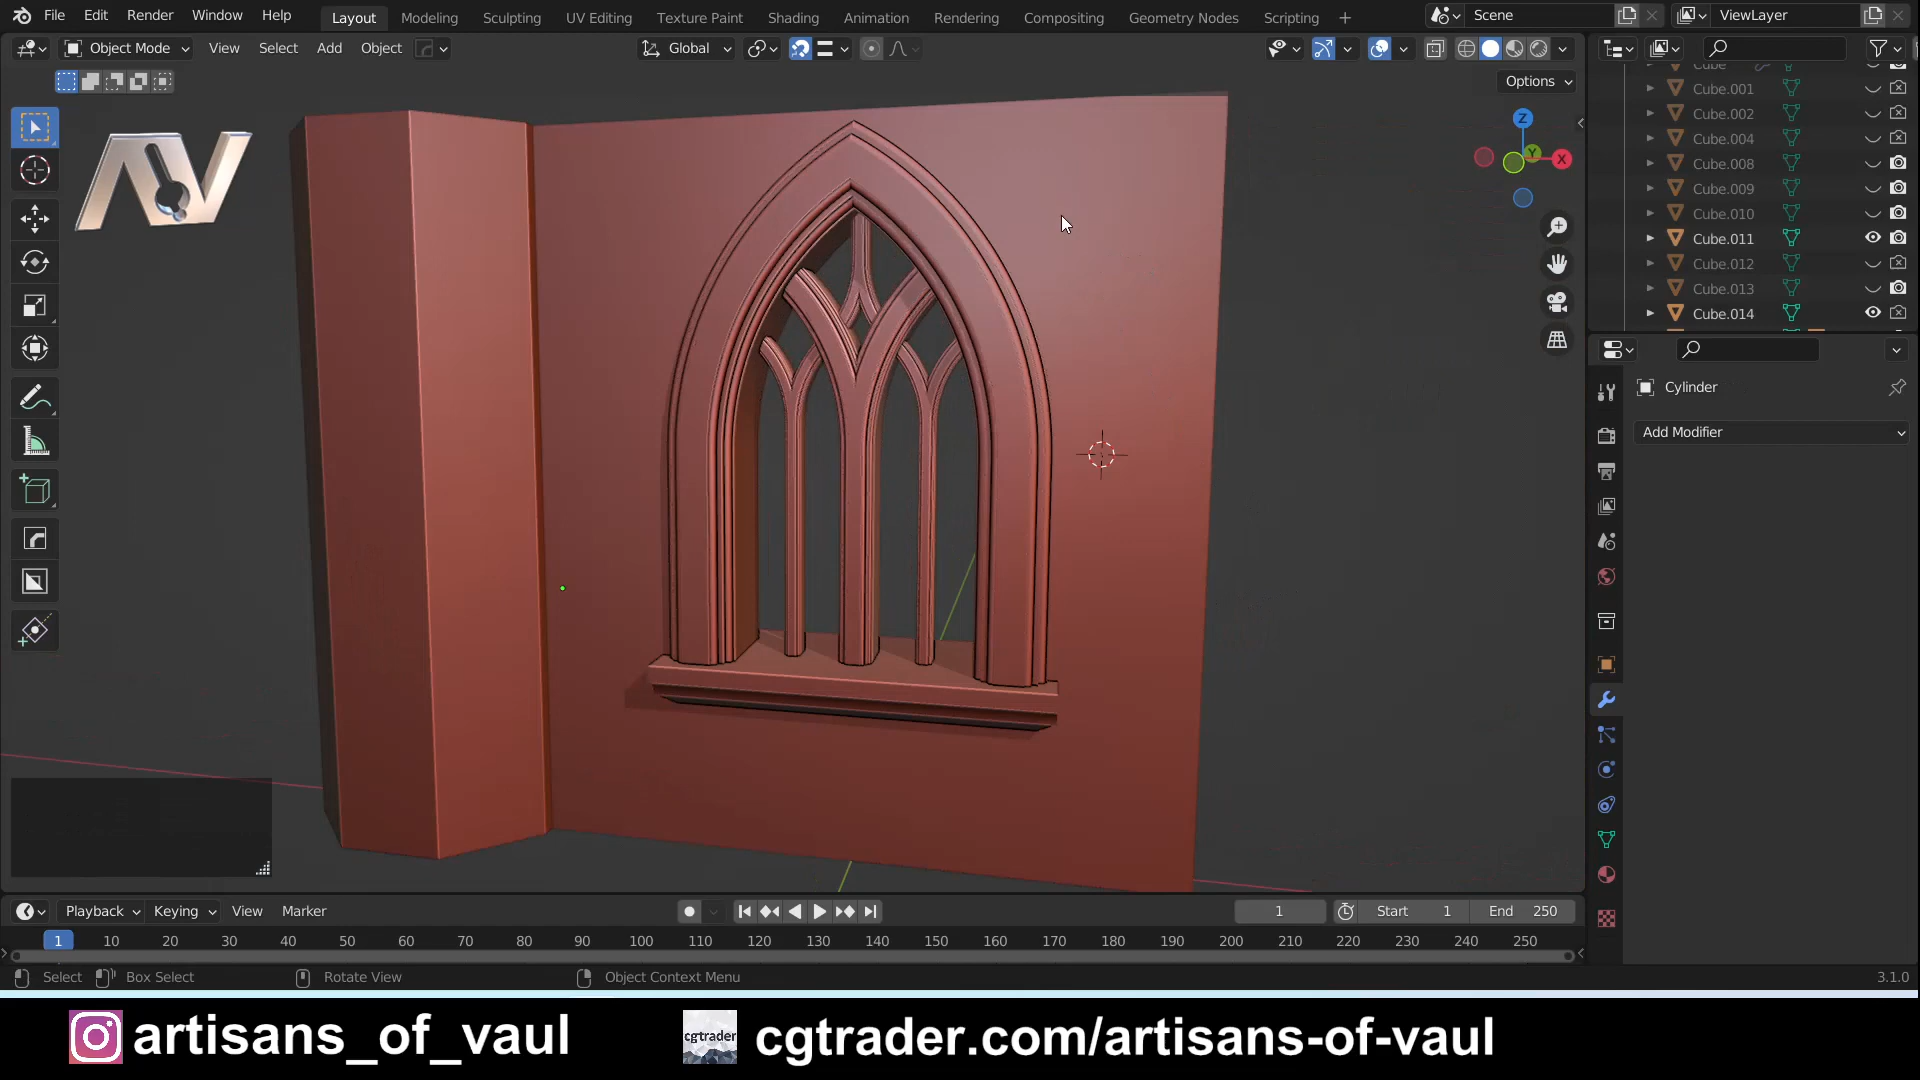 File Edit Render Window Help Layout Modeling Sculpting UV Editing Texture Paint Shading Animation Rendering Compositing Geometry Nodes Scripting + Scene ViewLayer
Object Mode View Select Add Object Global
Options
Cube
Cube.001
Cube.002
Cube.004
Cube.008
Cube.009
Cube.010
Cube.011
Cube.012
Cube.013
Cube.014
Z
Y
X
AV
Cylinder
Add Modifier
Playback Keying View Marker 1 Start 1 End 250
1 10 20 30 40 50 60 70 80 90 100 110 120 130 140 150 160 170 180 190 200 210 220 230 240 250
Select Box Select Rotate View Object Context Menu 3.1.0
artisans_of_vaul cgtrader cgtrader.com/artisans-of-vaul